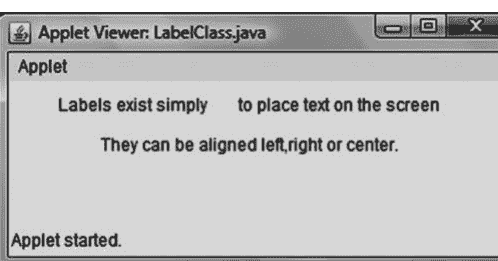 Applet Viewer: LabelClass.java
Applet
Labels exist simply to place text on the screen
They can be aligned left,right or center.
Applet started.